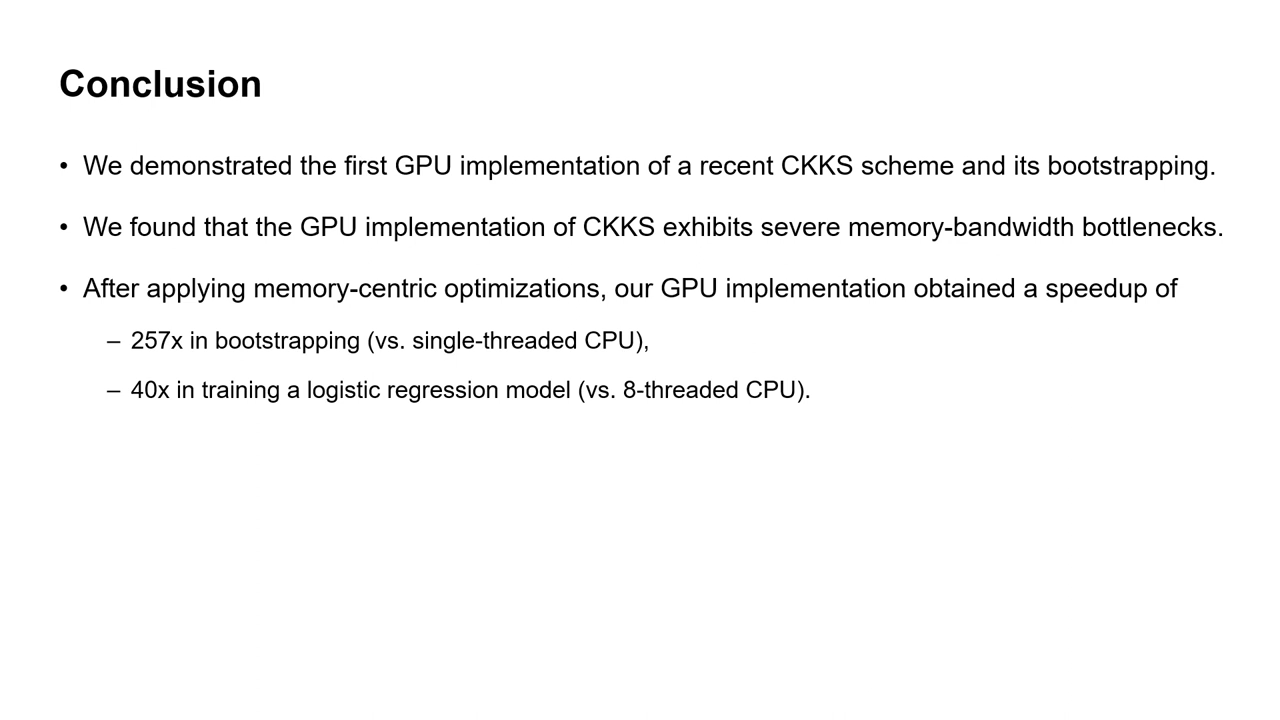 Conclusion
• We demonstrated the first GPU implementation of a recent CKKS scheme and its bootstrapping.
• We found that the GPU implementation of CKKS exhibits severe memory-bandwidth bottlenecks.
• After applying memory-centric optimizations, our GPU implementation obtained a speedup of
– 257x in bootstrapping (vs. single-threaded CPU),
– 40x in training a logistic regression model (vs. 8-threaded CPU).